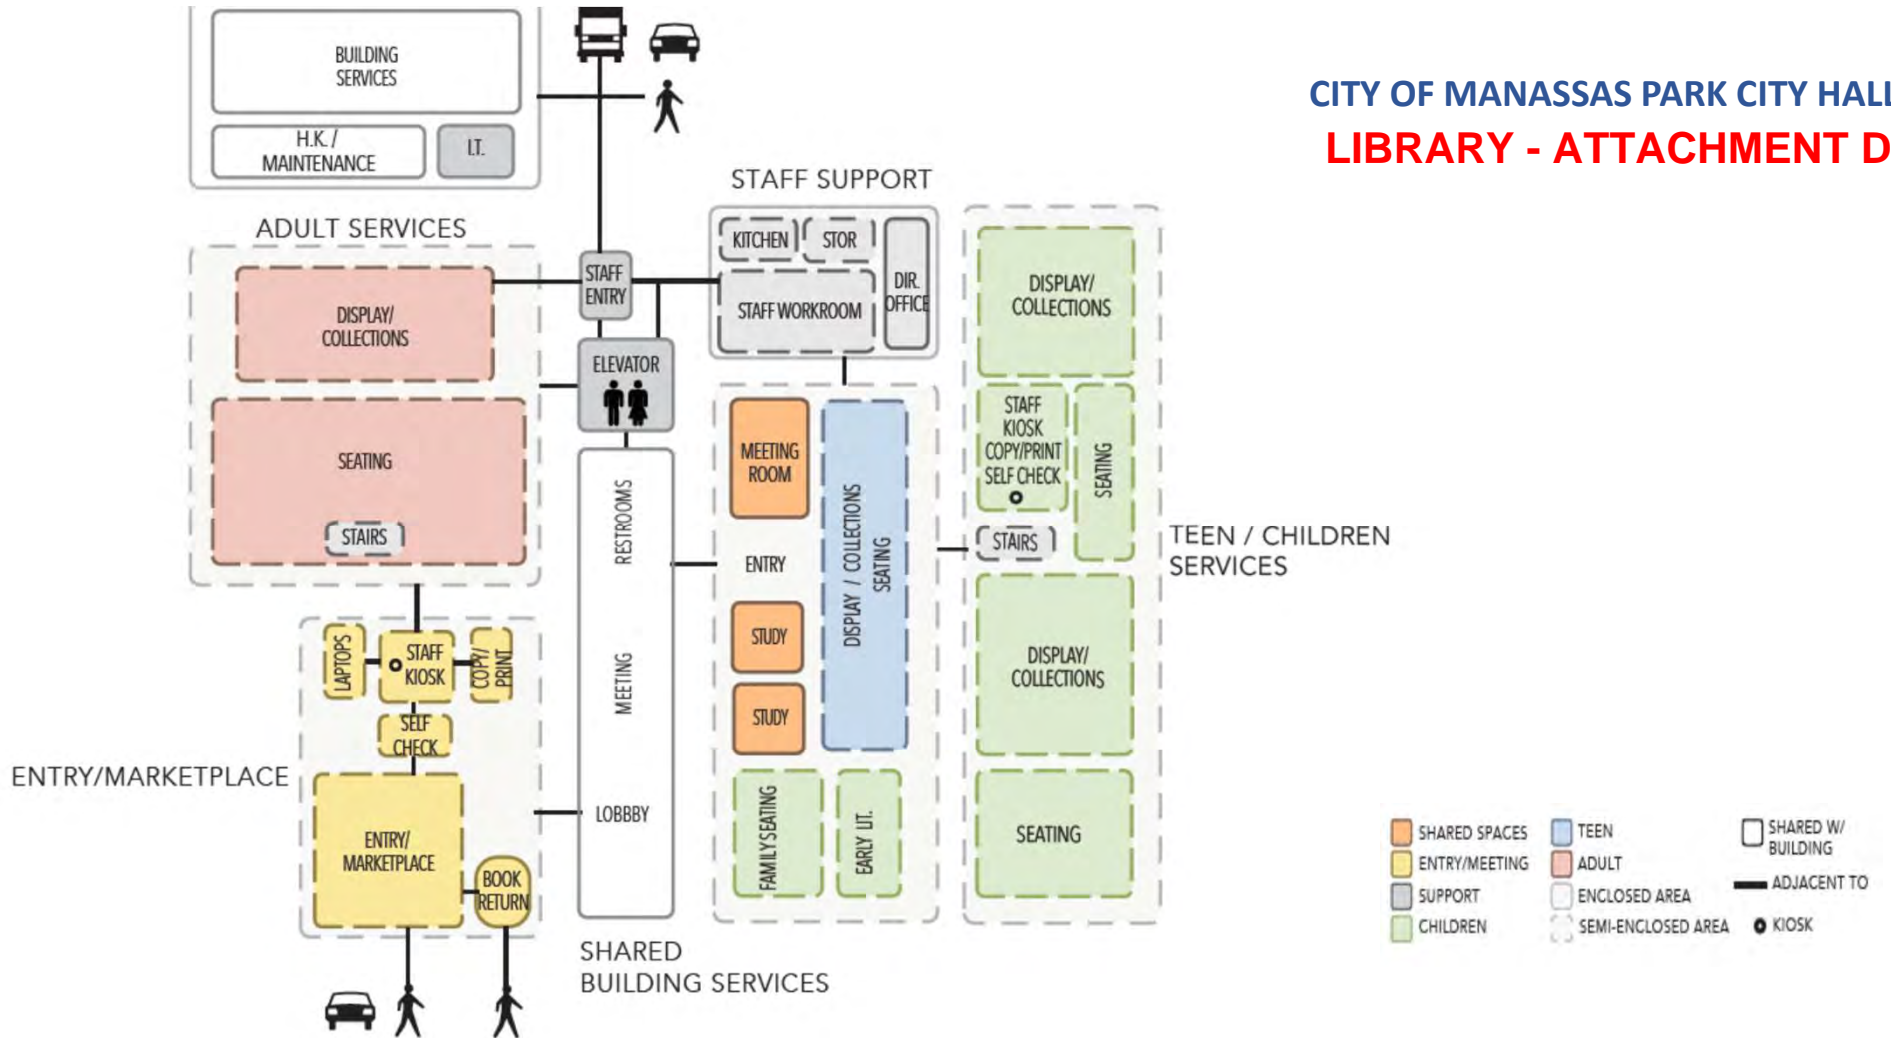 BUILDING
SERVICES
H.K. /
MAINTENANCE
I.T.
CITY OF MANASSAS PARK CITY HALL
LIBRARY - ATTACHMENT D
STAFF SUPPORT
KITCHEN
STOR
DIR.
OFFICE
STAFF WORKROOM
ADULT SERVICES
DISPLAY/
COLLECTIONS
SEATING
STAIRS
STAFF
ENTRY
ELEVATOR
RESTROOMS
MEETING
LOBBBY
SHARED
BUILDING SERVICES
MEETING
ROOM
ENTRY
STUDY
STUDY
DISPLAY / COLLECTIONS
SEATING
FAMILY SEATING
EARLY LIT.
DISPLAY/
COLLECTIONS
STAFF
KIOSK
COPY/PRINT
SELF CHECK
SEATING
STAIRS
DISPLAY/
COLLECTIONS
SEATING
TEEN / CHILDREN
SERVICES
LAPTOPS
STAFF
KIOSK
COPY/
PRINT
SELF
CHECK
ENTRY/MARKETPLACE
ENTRY/
MARKETPLACE
BOOK
RETURN
SHARED SPACES
ENTRY/MEETING
SUPPORT
CHILDREN
TEEN
ADULT
ENCLOSED AREA
SEMI-ENCLOSED AREA
SHARED W/
BUILDING
ADJACENT TO
KIOSK